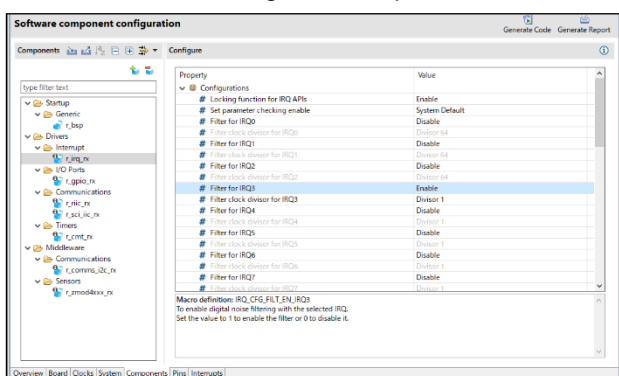 Software component configuration
Generate Code Generate Report
Components
Configure
type filter text
Startup
Generic
r_bsp
Drivers
Interrupt
r_irq_rx
I/O Ports
r_gpio_rx
Communications
r_riic_rx
r_sci_iic_rx
Timers
r_cmt_rx
Middleware
Communications
r_comms_i2c_rx
Sensors
r_zmod4xxx_rx
Property Value
Configurations
# Locking function for IRQ APIs Enable
# Set parameter checking enable System Default
# Filter for IRQ0 Disable
# Filter clock divisor for IRQ0 Divisor 64
# Filter for IRQ1 Disable
# Filter clock divisor for IRQ1 Divisor 64
# Filter for IRQ2 Disable
# Filter clock divisor for IRQ2 Divisor 64
# Filter for IRQ3 Enable
# Filter clock divisor for IRQ3 Divisor 1
# Filter for IRQ4 Disable
# Filter clock divisor for IRQ4 Divisor 1
# Filter for IRQ5 Disable
# Filter clock divisor for IRQ5 Divisor 1
# Filter for IRQ6 Disable
# Filter clock divisor for IRQ6 Divisor 1
# Filter for IRQ7 Disable
# Filter clock divisor for IRQ7 Divisor 1
Macro definition: IRQ_CFG_FILT_EN_IRQ3
To enable digital noise filtering with the selected IRQ.
Set the value to 1 to enable the filter or 0 to disable it.
Overview Board Clocks System Components Pins Interrupts